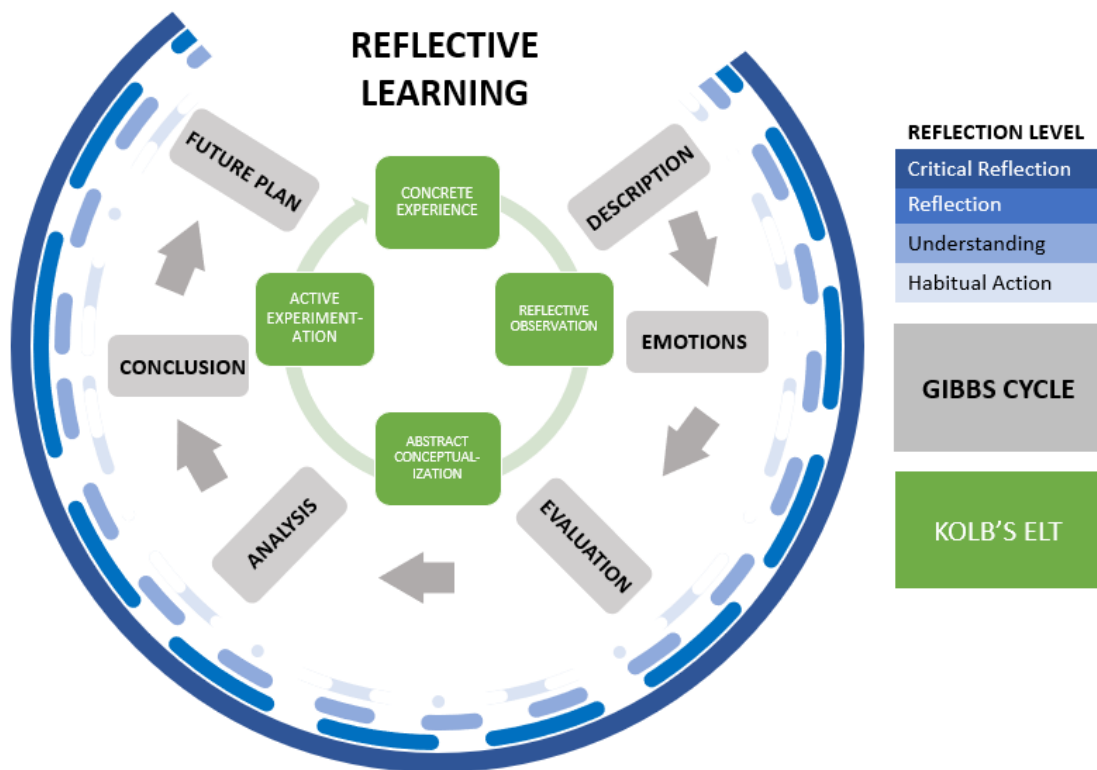 REFLECTIVE
LEARNING
FUTURE PLAN
DESCRIPTION
CONCRETE
EXPERIENCE
ACTIVE
EXPERIMENT-
ATION
REFLECTIVE
OBSERVATION
EMOTIONS
CONCLUSION
ABSTRACT
CONCEPTUAL-
IZATION
ANALYSIS
EVALUATION
REFLECTION LEVEL
Critical Reflection
Reflection
Understanding
Habitual Action
GIBBS CYCLE
KOLB'S ELT